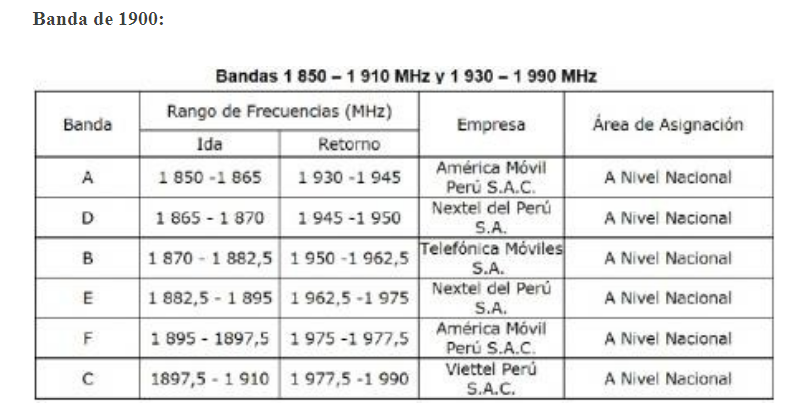 Banda de 1900:
Bandas 1 850 – 1 910 MHz y 1 930 – 1 990 MHz
Banda
Rango de Frecuencias (MHz)
Empresa
Área de Asignación
Ida
Retorno
A
1 850 -1 865
1 930 -1 945
América Móvil
Perú S.A.C.
A Nivel Nacional
D
1 865 - 1 870
1 945 -1 950
Nextel del Perú
S.A.
A Nivel Nacional
B
1 870 - 1 882,5
1 950 -1 962,5
Telefónica Móviles
S.A.
A Nivel Nacional
E
1 882,5 - 1 895
1 962,5 -1 975
Nextel del Perú
S.A.
A Nivel Nacional
F
1 895 - 1897,5
1 975 -1 977,5
América Móvil
Perú S.A.C.
A Nivel Nacional
C
1897,5 - 1 910
1 977,5 -1 990
Viettel Perú
S.A.C.
A Nivel Nacional